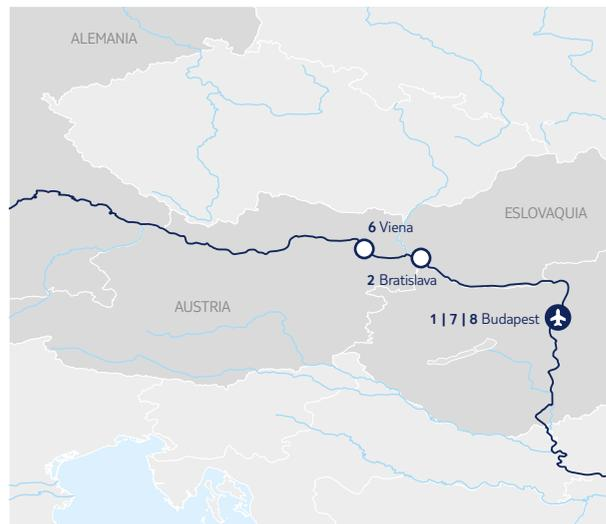 ALEMANIA
ESLOVAQUIA
6 Viena
2 Bratislava
AUSTRIA
1 | 7 | 8 Budapest